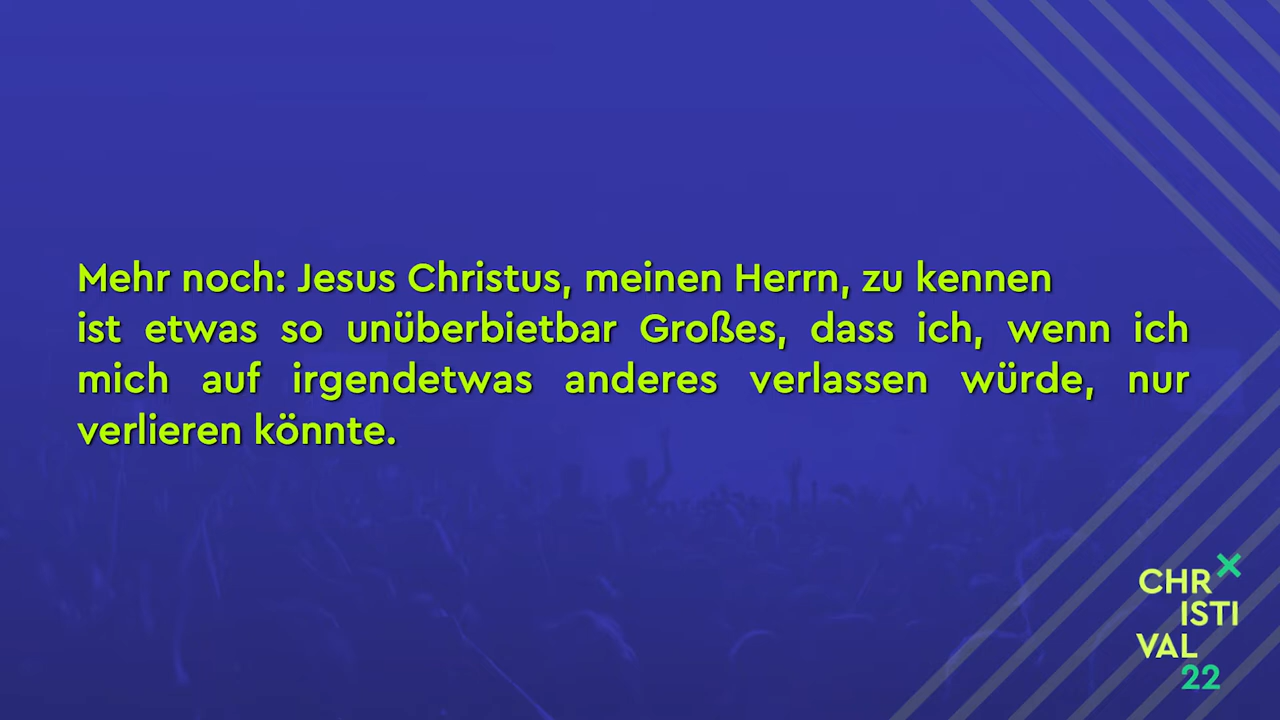 Mehr noch: Jesus Christus, meinen Herrn, zu kennen
ist etwas so unüberbietbar Großes, dass ich, wenn ich
mich auf irgendetwas anderes verlassen würde, nur
verlieren könnte.
CHR
ISTI
VAL
22